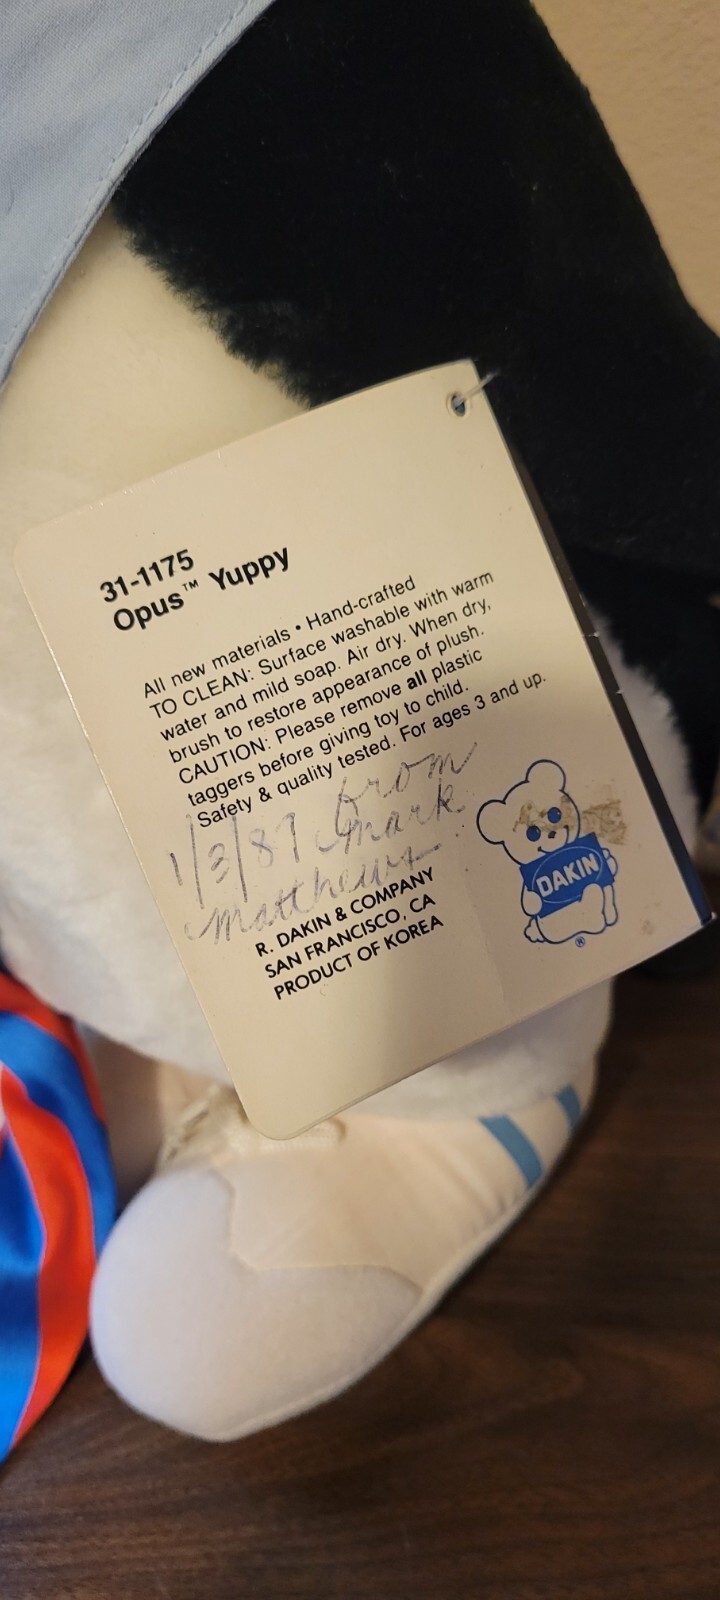 31-1175
Opus™ Yuppy
All new materials • Hand-crafted
TO CLEAN: Surface washable with warm
water and mild soap. Air dry. When dry,
brush to restore appearance of plush.
CAUTION: Please remove all plastic
taggers before giving toy to child.
Safety & quality tested. For ages 3 and up.
1/3/87 from
Mark
Matthews
R. DAKIN & COMPANY
SAN FRANCISCO, CA
PRODUCT OF KOREA
DAKIN
®